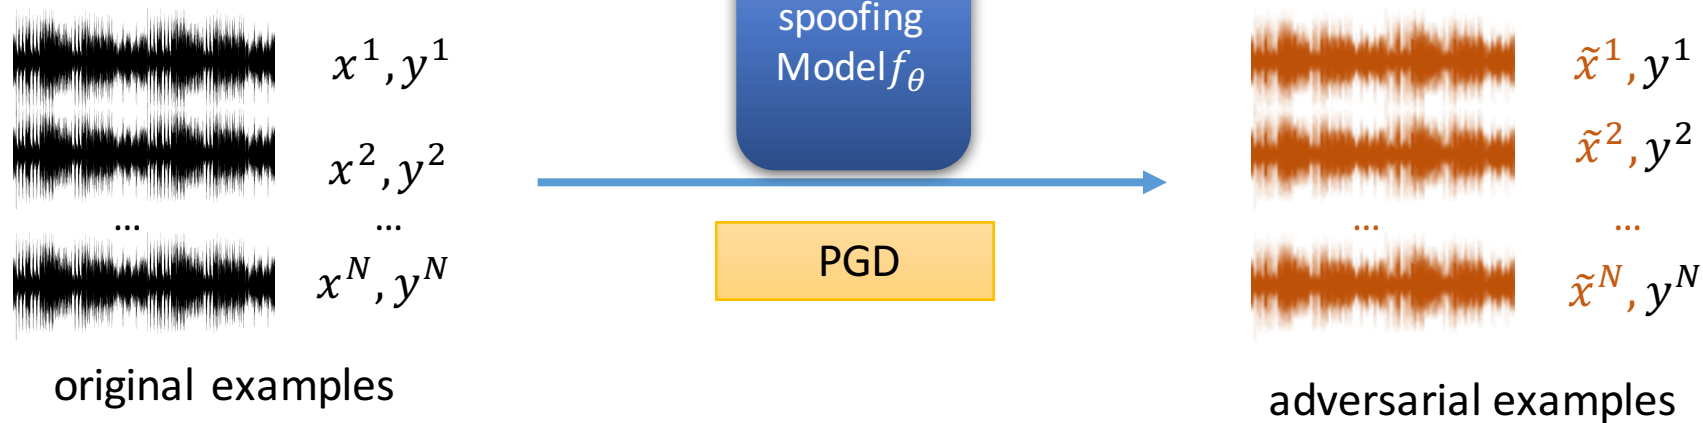 x^1, y^1
x^2, y^2
... ...
x^N, y^N
original examples
spoofing
Model f_θ
PGD
x̃^1, y^1
x̃^2, y^2
... ...
x̃^N, y^N
adversarial examples